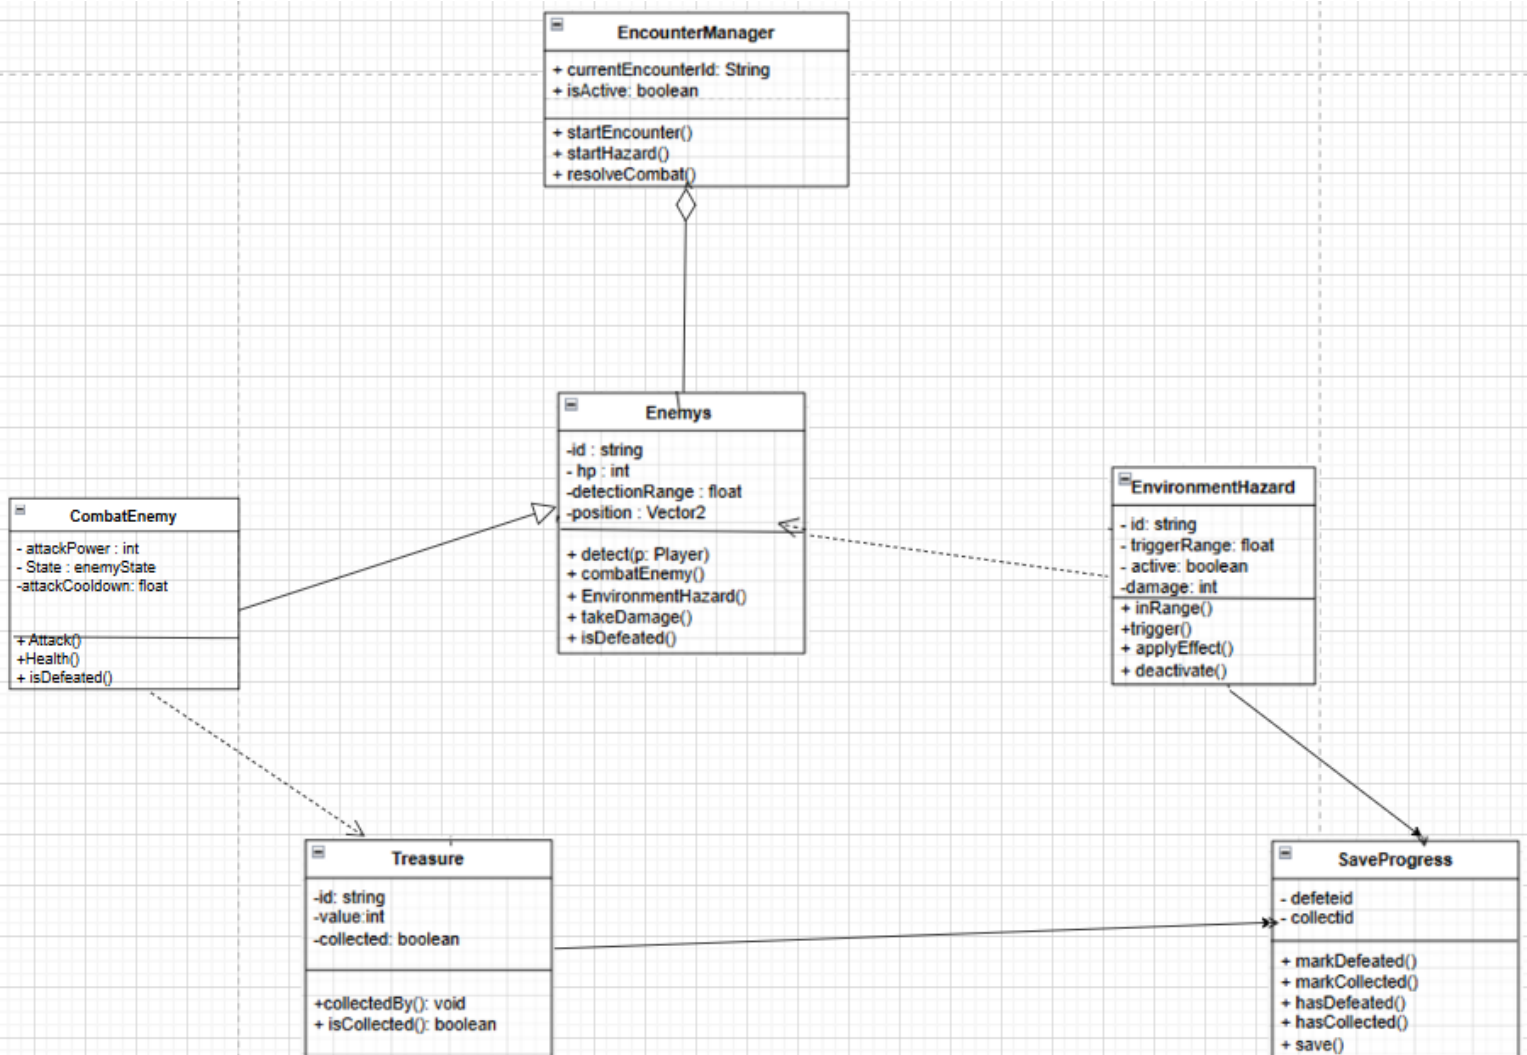 EncounterManager
+ currentEncounterId: String
+ isActive: boolean
+ startEncounter()
+ startHazard()
+ resolveCombat()
Enemys
-id : string
- hp : int
-detectionRange : float
-position : Vector2
+ detect(p: Player)
+ combatEnemy()
+ EnvironmentHazard()
+ takeDamage()
+ isDefeated()
EnvironmentHazard
- id: string
- triggerRange: float
- active: boolean
-damage: int
+ inRange()
+trigger()
+ applyEffect()
+ deactivate()
CombatEnemy
- attackPower : int
- State : enemyState
-attackCooldown: float
+ Attack()
+Health()
+ isDefeated()
Treasure
-id: string
-value:int
-collected: boolean
+collectedBy(): void
+ isCollected(): boolean
SaveProgress
- defeteid
- collectid
+ markDefeated()
+ markCollected()
+ hasDefeated()
+ hasCollected()
+ save()